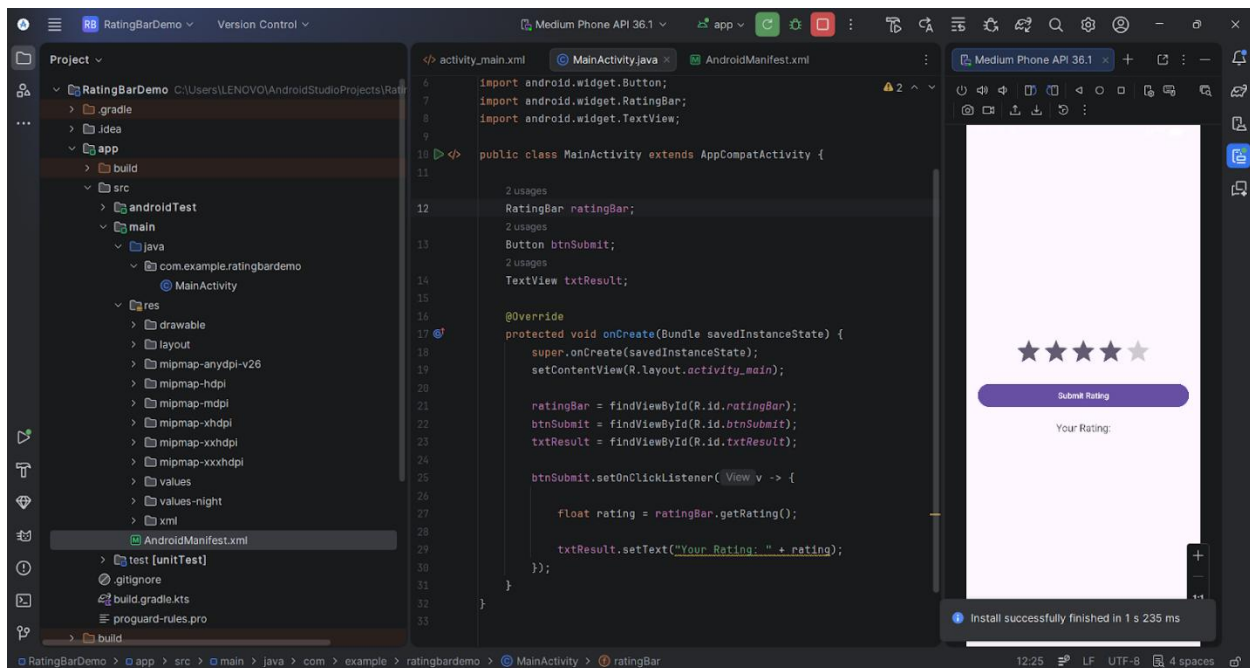 RB RatingBarDemo Version Control Medium Phone API 36.1 app
Project
RatingBarDemo C:\Users\LENOVO\AndroidStudioProjects\Ratir
.gradle
.idea
app
build
src
androidTest
main
java
com.example.ratingbardemo
MainActivity
res
drawable
layout
mipmap-anydpi-v26
mipmap-hdpi
mipmap-mdpi
mipmap-xhdpi
mipmap-xxhdpi
mipmap-xxxhdpi
values
values-night
xml
AndroidManifest.xml
test [unitTest]
.gitignore
build.gradle.kts
proguard-rules.pro
build
activity_main.xml MainActivity.java AndroidManifest.xml
2
6 import android.widget.Button;
7 import android.widget.RatingBar;
8 import android.widget.TextView;
9
10 public class MainActivity extends AppCompatActivity {
11
2 usages
12 RatingBar ratingBar;
2 usages
13 Button btnSubmit;
2 usages
14 TextView txtResult;
15
16 @Override
17 protected void onCreate(Bundle savedInstanceState) {
18 super.onCreate(savedInstanceState);
19 setContentView(R.layout.activity_main);
20
21 ratingBar = findViewById(R.id.ratingBar);
22 btnSubmit = findViewById(R.id.btnSubmit);
23 txtResult = findViewById(R.id.txtResult);
24
25 btnSubmit.setOnClickListener( View v -> {
26
27 float rating = ratingBar.getRating();
28
29 txtResult.setText("Your Rating: " + rating);
30 });
31 }
32 }
33
Medium Phone API 36.1
Submit Rating
Your Rating:
1:1
Install successfully finished in 1 s 235 ms
RatingBarDemo > app > src > main > java > com > example > ratingbardemo > MainActivity > ratingBar 12:25 LF UTF-8 4 spaces